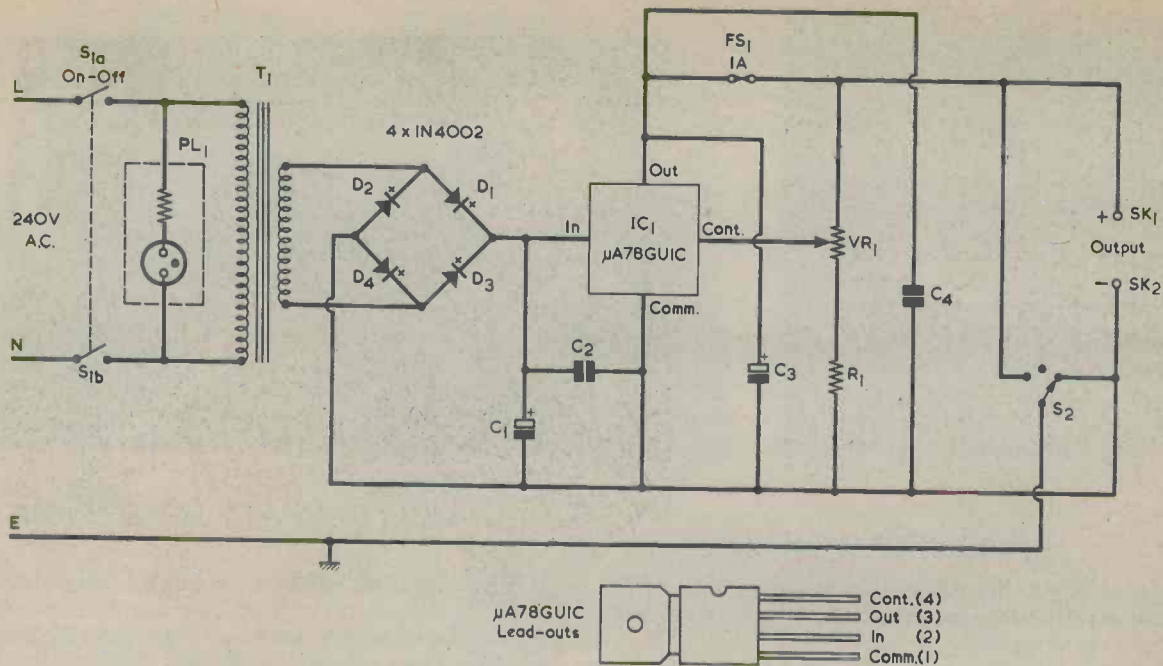 S1a
On-Off
L
T1
PL1
240V
A.C.
N
S1b
E
4 x IN4002
D2
D1
D4
D3
In
Out
IC1
µA78GUIC
Cont.
Comm.
C2
C1
+
C3
+
FS1
1A
VR1
R1
C4
+ SK1
Output
− SK2
S2
µA78GUIC
Lead-outs
Cont.(4)
Out (3)
In (2)
Comm.(1)